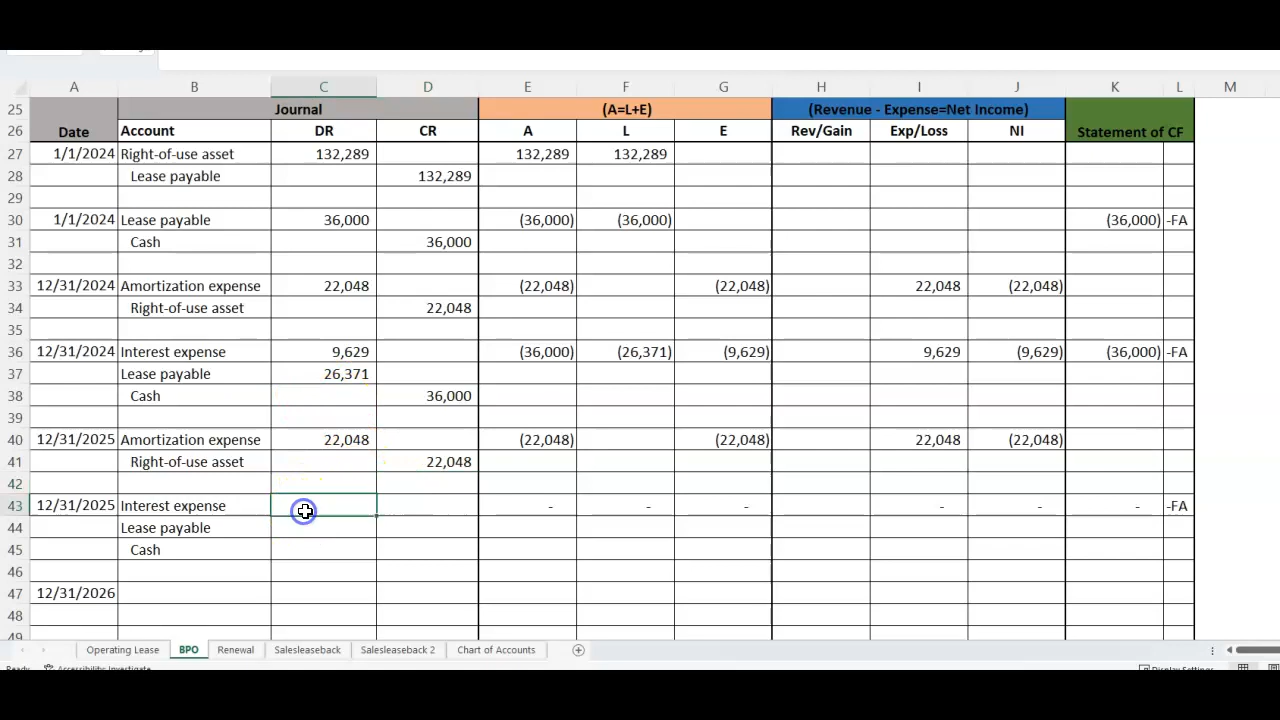 A B C D E F G H I J K L M
25 Journal (A=L+E) (Revenue - Expense=Net Income)
26 Date Account DR CR A L E Rev/Gain Exp/Loss NI Statement of CF
27 1/1/2024 Right-of-use asset 132,289 132,289 132,289
28 Lease payable 132,289
29
30 1/1/2024 Lease payable 36,000 (36,000) (36,000) (36,000) -FA
31 Cash 36,000
32
33 12/31/2024 Amortization expense 22,048 (22,048) (22,048) 22,048 (22,048)
34 Right-of-use asset 22,048
35
36 12/31/2024 Interest expense 9,629 (36,000) (26,371) (9,629) 9,629 (9,629) (36,000) -FA
37 Lease payable 26,371
38 Cash 36,000
39
40 12/31/2025 Amortization expense 22,048 (22,048) (22,048) 22,048 (22,048)
41 Right-of-use asset 22,048
42
43 12/31/2025 Interest expense - - - - - - -FA
44 Lease payable
45 Cash
46
47 12/31/2026
48
49
Operating Lease BPO Renewal Salesleaseback Salesleaseback 2 Chart of Accounts
Ready Accessibility: Investigate Display Settings